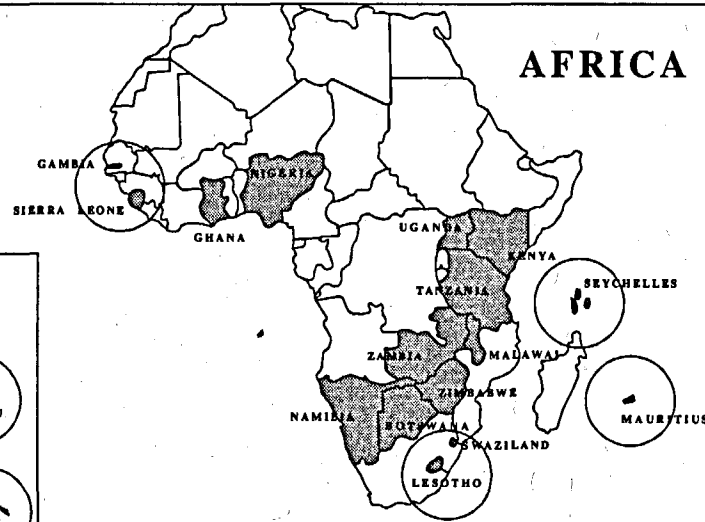 AFRICA
GAMBIA
NIGERIA
SIERRA LEONE
GHANA
UGANDA
KENYA
SEYCHELLES
TANZANIA
ZAMBIA
MALAWAI
ZIMBABWE
NAMIBIA
MAURITIUS
BOTSWANA
SWAZILAND
LESOTHO